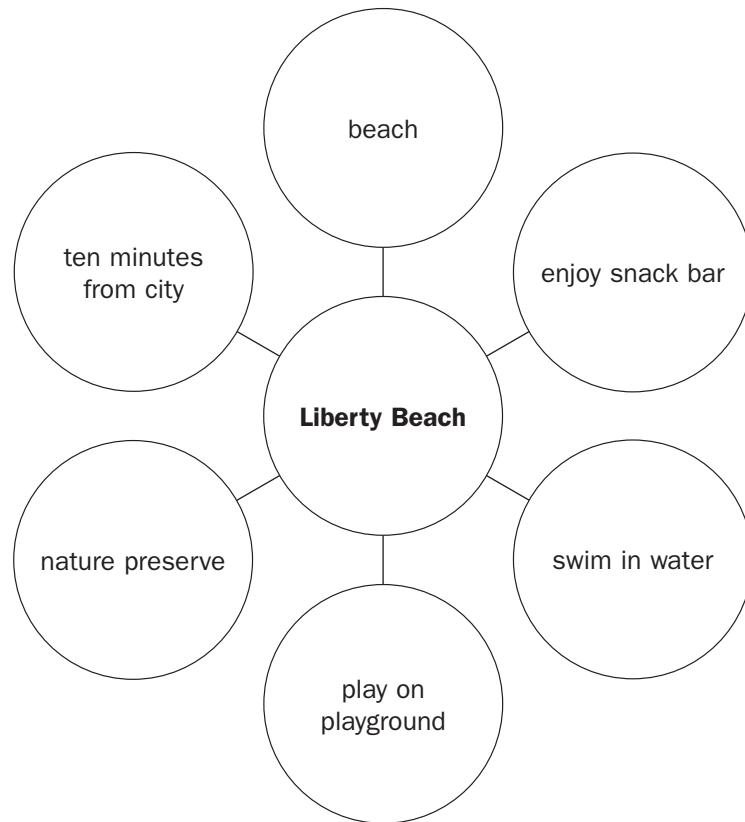 beach
ten minutes
from city
enjoy snack bar
Liberty Beach
nature preserve
swim in water
play on
playground